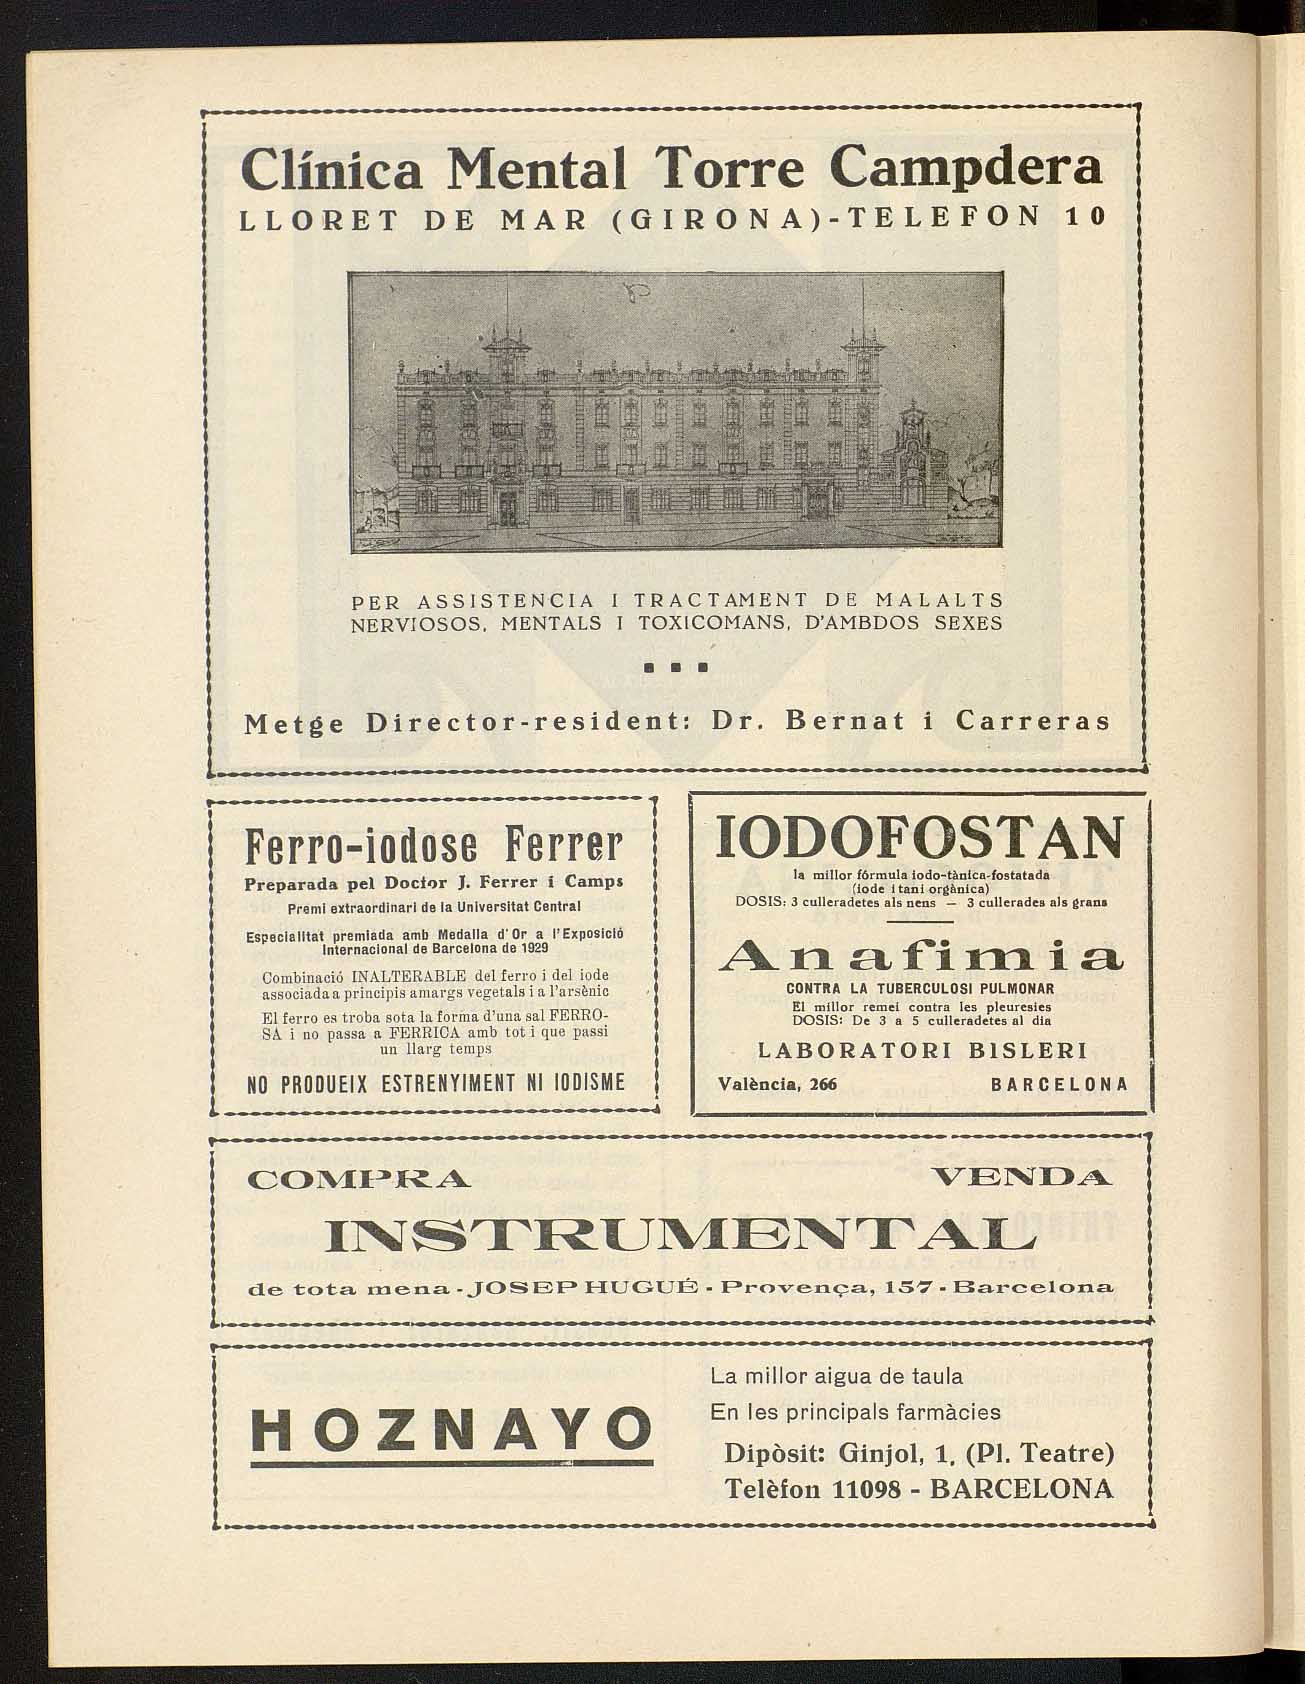 Clínica Mental Torre Campdera
LLORET DE MAR (GIRONA)-TELEFON 10
PER ASSISTENCIA I TRACTAMENT DE MALALTS
NERVIOSOS, MENTALS I TOXICOMANS, D'AMBDOS SEXES
Metge Director-resident: Dr. Bernat i Carreras
Ferro-iodose Ferrer
Preparada pel Doctor J. Ferrer i Camps
Premi extraordinari de la Universitat Central
Especialitat premiada amb Medalla d'Or a l'Exposició
Internacional de Barcelona de 1929
Combinació INALTERABLE del ferro i del iode
associada a principis amargs vegetals i a l'arsènic
El ferro es troba sota la forma d'una sal FERRO-
SA i no passa a FERRICA amb tot i que passi
un llarg temps
NO PRODUEIX ESTRENYIMENT NI IODISME
IODOFOSTAN
la millor fórmula iodo-tànica-fostatada
(iode i tani orgànica)
DOSIS: 3 culleradetes als nens — 3 cullerades als grans
Anafimia
CONTRA LA TUBERCULOSI PULMONAR
El millor remei contra les pleuresies
DOSIS: De 3 a 5 culleradetes al dia
LABORATORI BISLERI
València, 266 BARCELONA
COMPRA VENDA
INSTRUMENTAL
de tota mena - JOSEP HUGUÉ - Provença, 157 - Barcelona
HOZNAYO
La millor aigua de taula
En les principals farmàcies
Dipòsit: Ginjol, 1, (Pl. Teatre)
Telèfon 11098 - BARCELONA